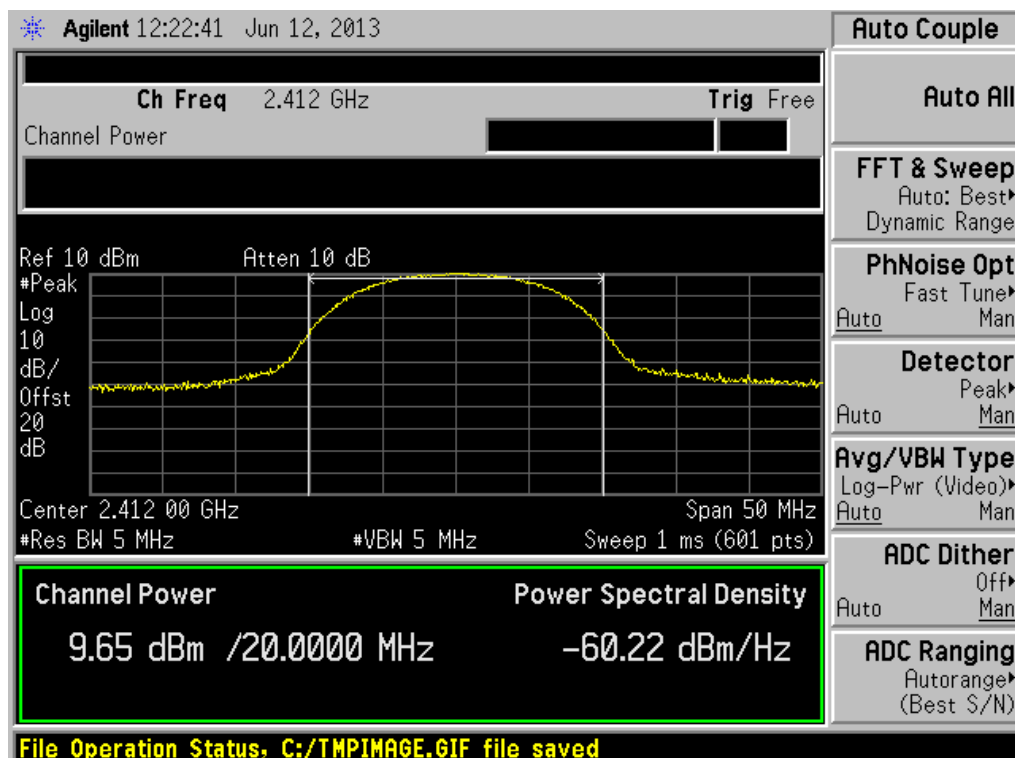 Agilent 12:22:41 Jun 12, 2013
Ch Freq 2.412 GHz Trig Free
Channel Power
Ref 10 dBm Atten 10 dB
#Peak
Log
10
dB/
Offst
20
dB
Center 2.412 00 GHz Span 50 MHz
#Res BW 5 MHz #VBW 5 MHz Sweep 1 ms (601 pts)
Channel Power Power Spectral Density
9.65 dBm /20.0000 MHz -60.22 dBm/Hz
File Operation Status, C:/TMPIMAGE.GIF file saved
Auto Couple
Auto All
FFT & Sweep
Auto: Best
Dynamic Range
PhNoise Opt
Fast Tune
Auto Man
Detector
Peak
Auto Man
Avg/VBW Type
Log-Pwr (Video)
Auto Man
ADC Dither
Off
Auto Man
ADC Ranging
Autorange
(Best S/N)